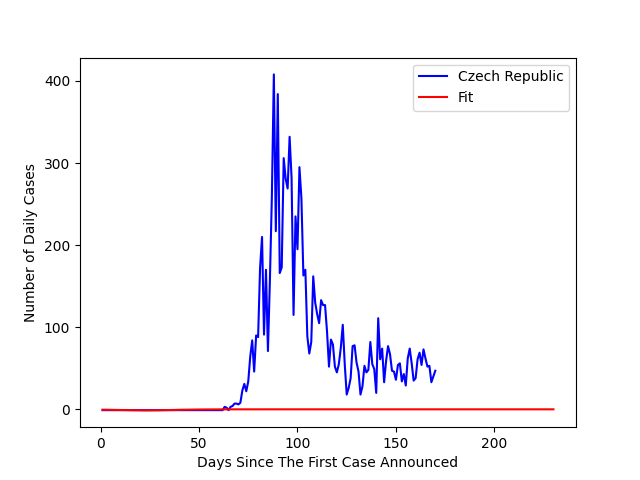 Czech Republic
Fit
400
300
200
100
0
Number of Daily Cases
0 50 100 150 200
Days Since The First Case Announced